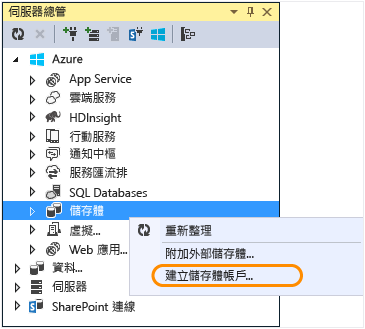 伺服器總管
Azure
App Service
雲端服務
HDInsight
行動服務
通知中樞
服務匯流排
SQL Databases
儲存體
虛擬...
Web 應用...
資料...
伺服器
SharePoint 連線
重新整理
附加外部儲存體...
建立儲存體帳戶...